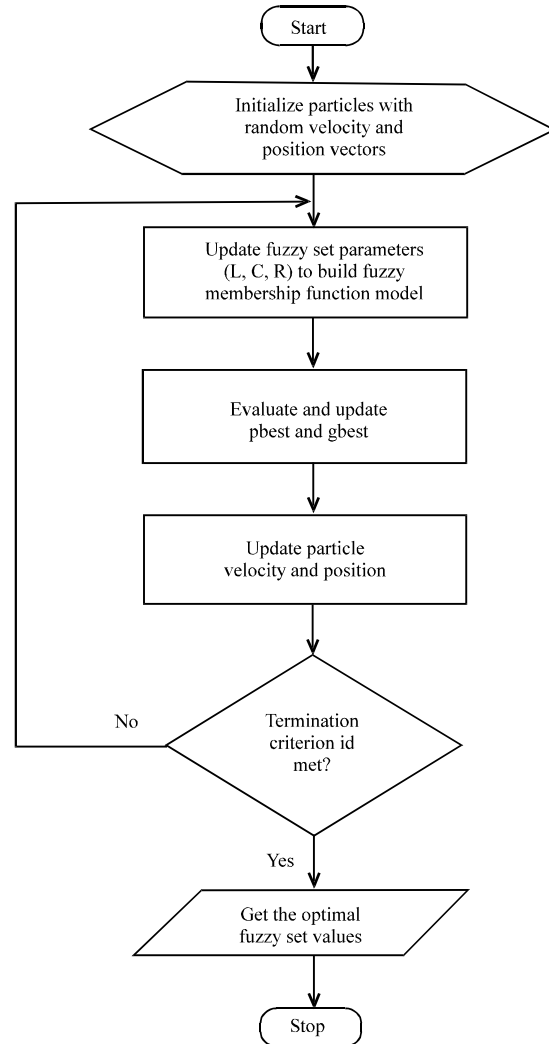 Start
Initialize particles with
random velocity and
position vectors
Update fuzzy set parameters
(L, C, R) to build fuzzy
membership function model
Evaluate and update
pbest and gbest
Update particle
velocity and position
Termination
criterion id
met?
No
Yes
Get the optimal
fuzzy set values
Stop